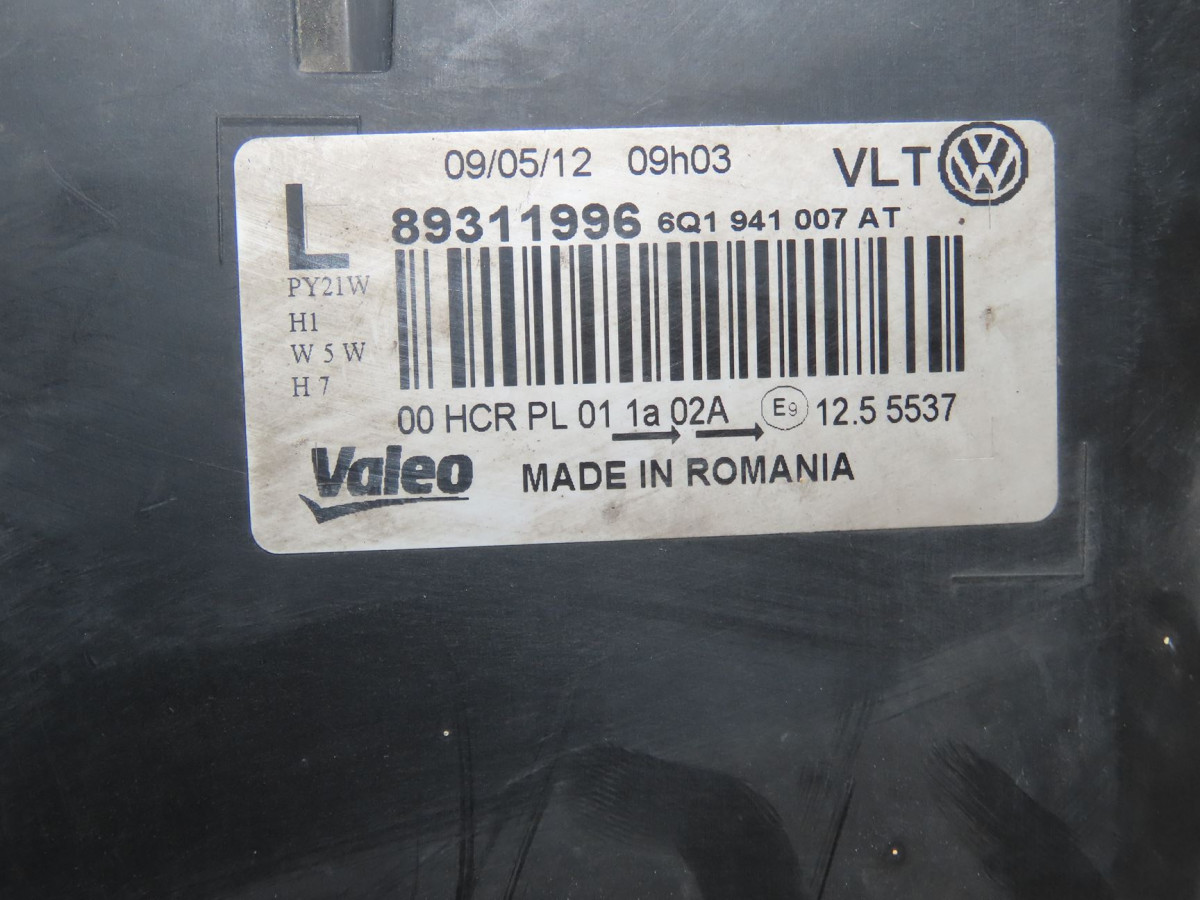 09/05/12 09h03 VLT
L 89311996 6Q1 941 007 AT
PY21W
H1
W 5 W
H 7
00 HCR PL 01 1a 02A E9 12.5 5537
Valeo MADE IN ROMANIA